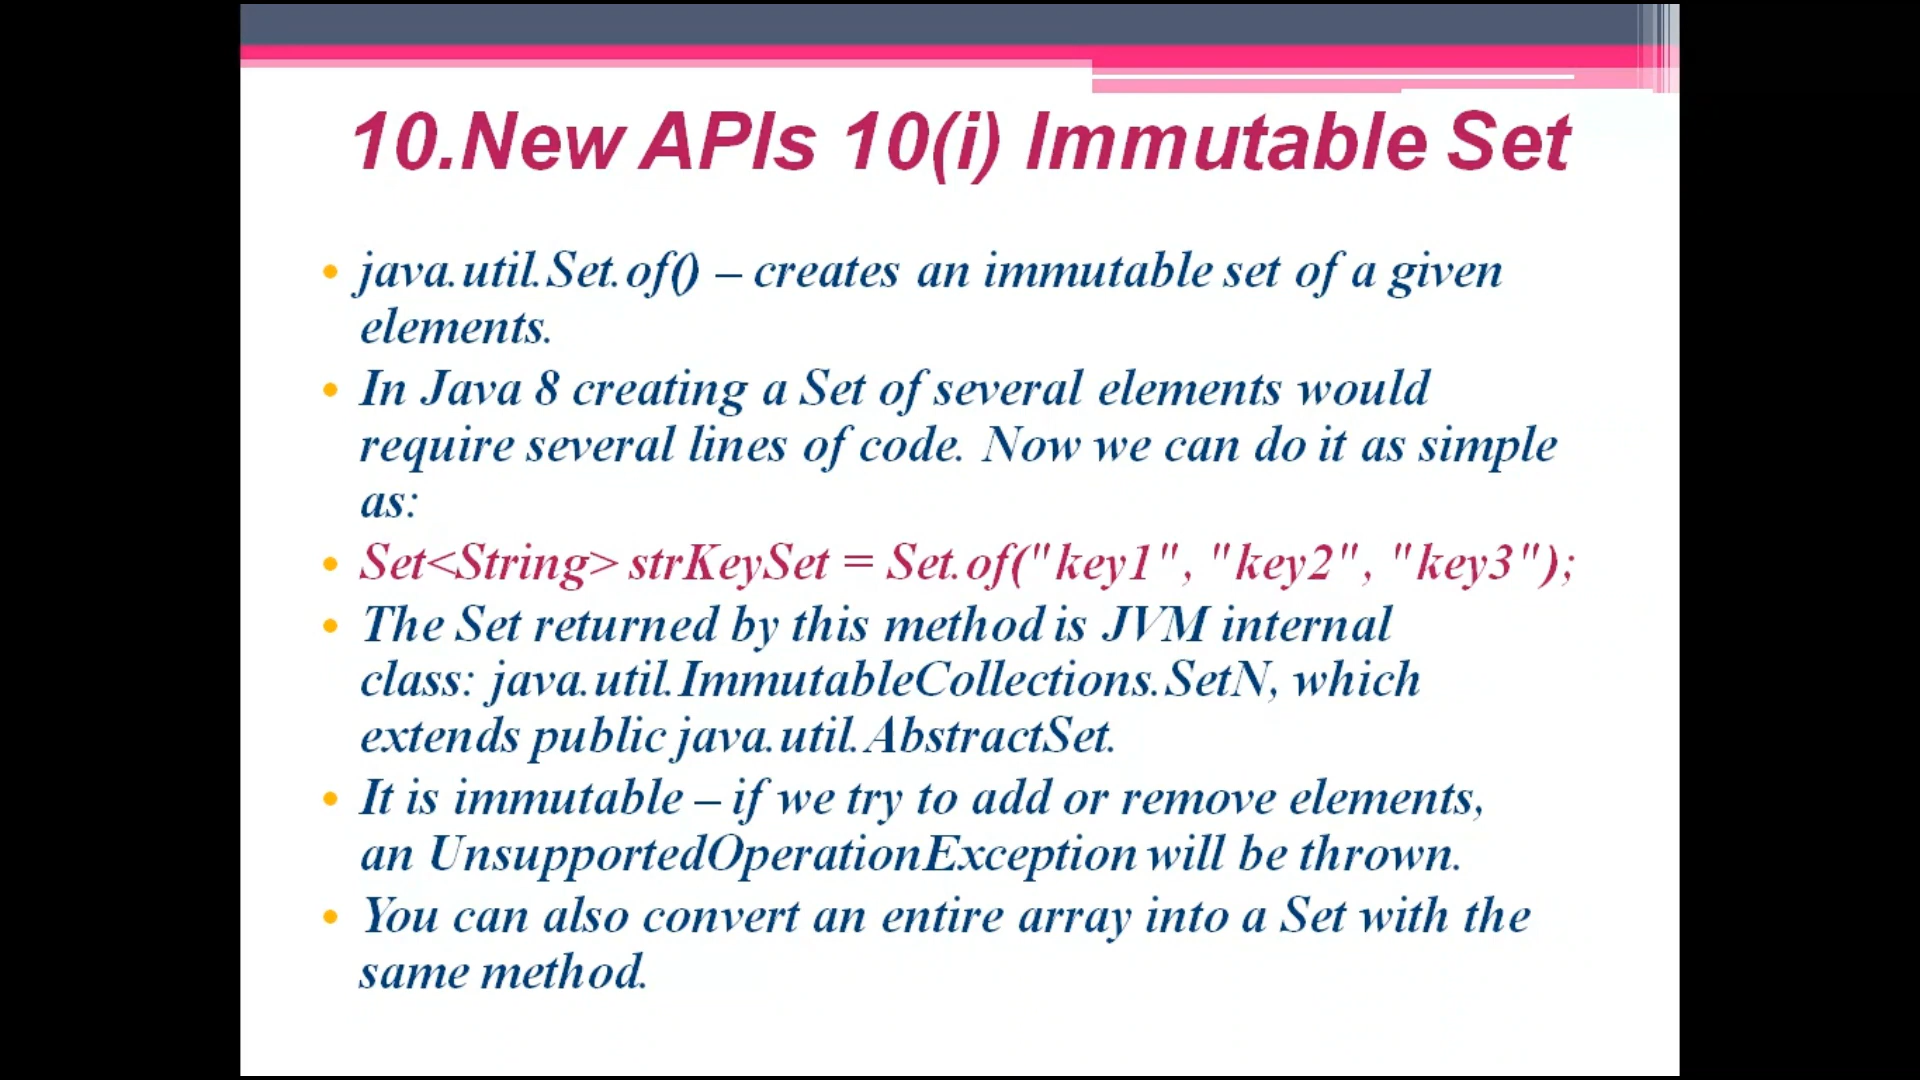 10.New APIs 10(i) Immutable Set
• java.util.Set.of() – creates an immutable set of a given
elements.
• In Java 8 creating a Set of several elements would
require several lines of code. Now we can do it as simple
as:
• Set<String> strKeySet = Set.of("key1", "key2", "key3");
• The Set returned by this method is JVM internal
class: java.util.ImmutableCollections.SetN, which
extends public java.util.AbstractSet.
• It is immutable – if we try to add or remove elements,
an UnsupportedOperationException will be thrown.
• You can also convert an entire array into a Set with the
same method.